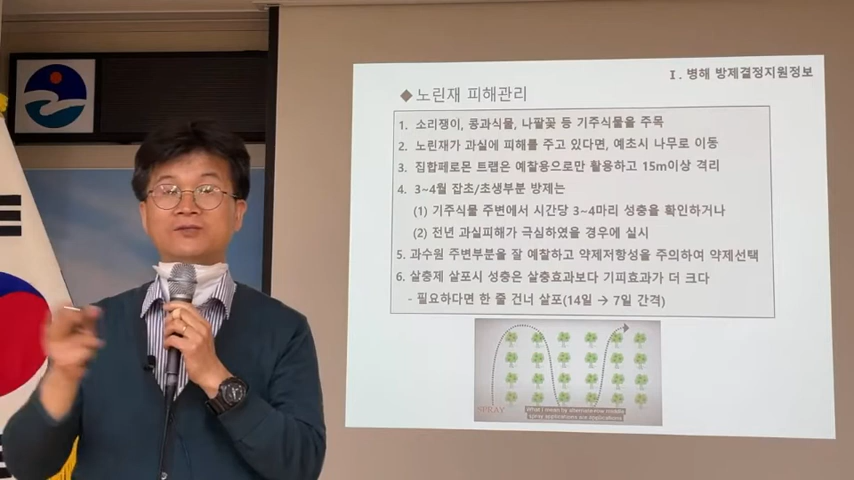 Ⅰ. 병해 방제결정지원정보
◆노린재 피해관리
1. 소리쟁이, 콩과식물, 나팔꽃 등 기주식물을 주목
2. 노린재가 과실에 피해를 주고 있다면, 예초시 나무로 이동
3. 집합페로몬 트랩은 예찰용으로만 활용하고 15m이상 격리
4. 3~4월 잡초/초생부분 방제는
(1) 기주식물 주변에서 시간당 3~4마리 성충을 확인하거나
(2) 전년 과실피해가 극심하였을 경우에 실시
5. 과수원 주변부분을 잘 예찰하고 약제저항성을 주의하여 약제선택
6. 살충제 살포시 성충은 살충효과보다 기피효과가 더 크다
- 필요하다면 한 줄 건너 살포(14일 → 7일 간격)
SPRAY
What I mean by alternate-row middle
spray applications are applications